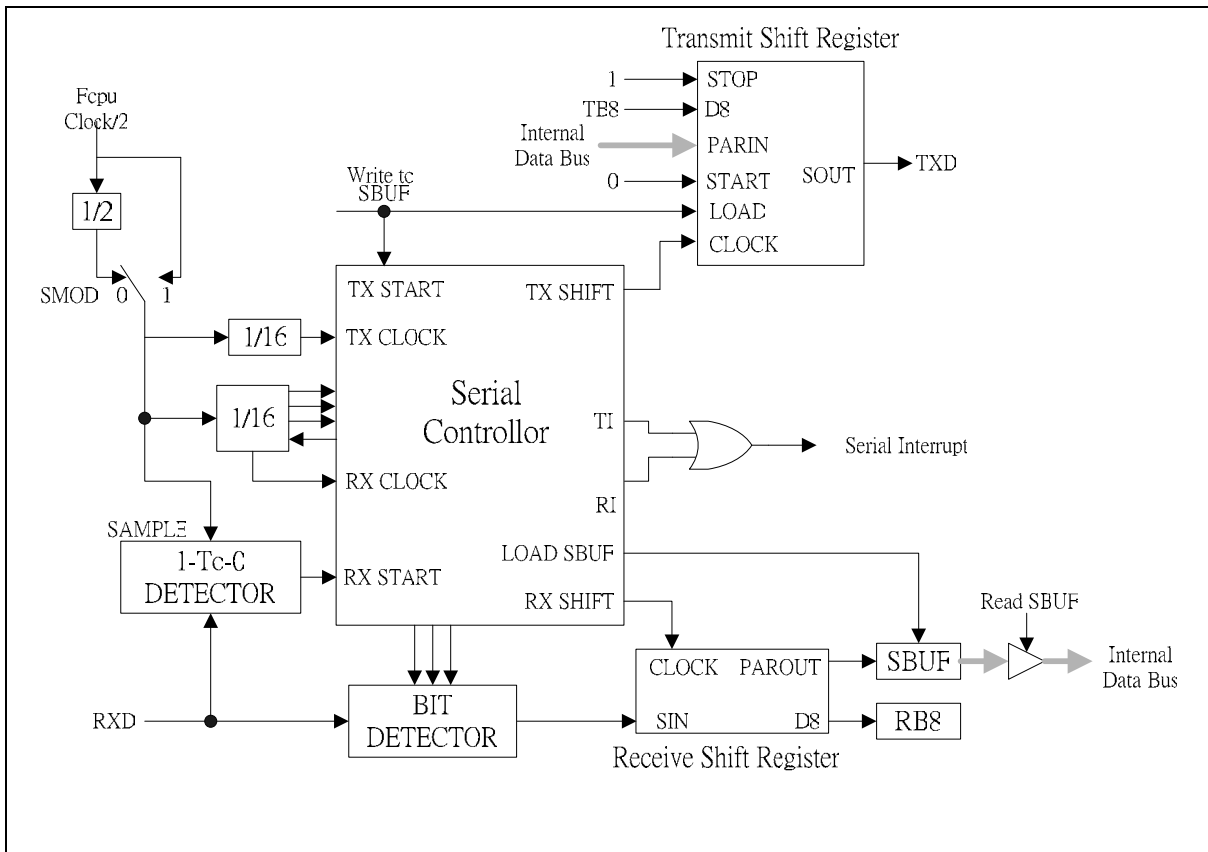 Transmit Shift Register
1
STOP
TB8
D8
Internal
Data Bus
PARIN
SOUT
TXD
0
START
LOAD
CLOCK
Fcpu
Clock/2
1/2
SMOD 0 1
Write to
SBUF
TX START
TX SHIFT
1/16
TX CLOCK
1/16
Serial
Controllor
TI
Serial Interrupt
RX CLOCK
RI
SAMPLE
1-To-0
DETECTOR
RX START
LOAD SBUF
RX SHIFT
Read SBUF
CLOCK
PAROUT
SBUF
Internal
Data Bus
RXD
BIT
DETECTOR
SIN
D8
RB8
Receive Shift Register